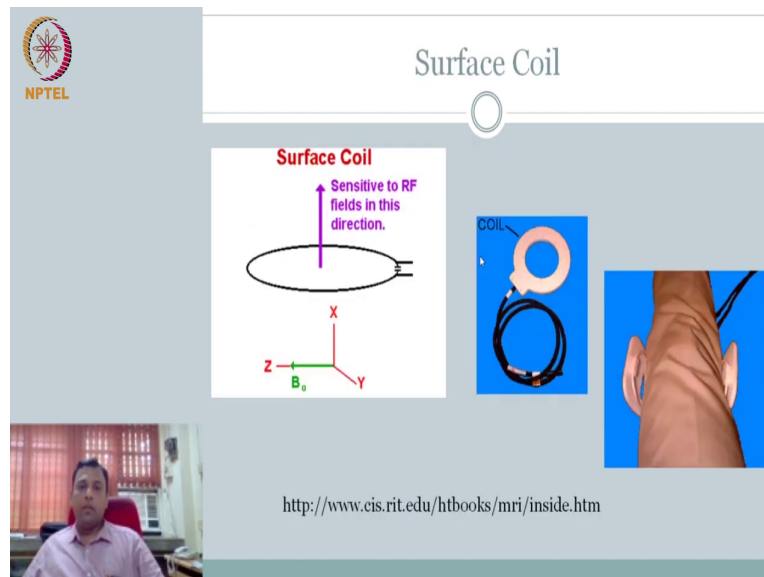 NPTEL
Surface Coil
Surface Coil
Sensitive to RF
fields in this
direction.
X
Z
B₀
Y
COIL
http://www.cis.rit.edu/htbooks/mri/inside.htm